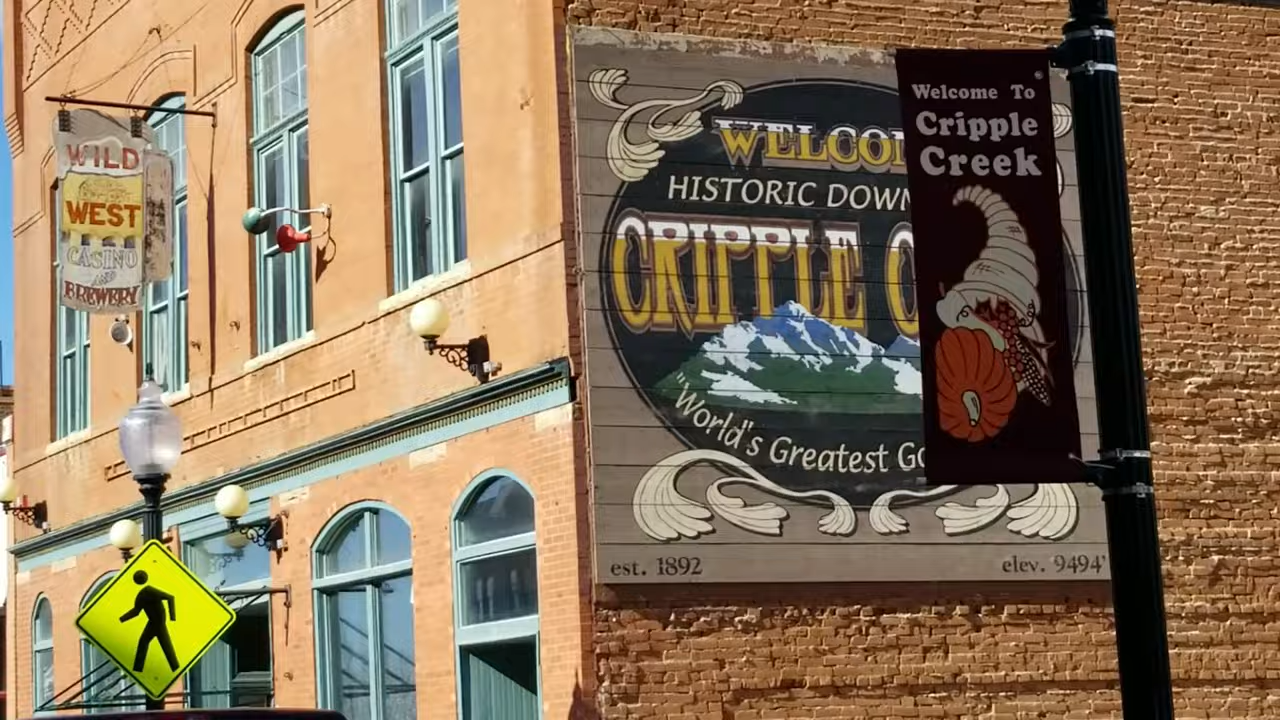 WILD
WEST
CASINO
AND
BREWERY
WELCO
HISTORIC DOWN
CRIPPLE C
"World's Greatest Go
est. 1892
elev. 9494'
Welcome To
Cripple
Creek